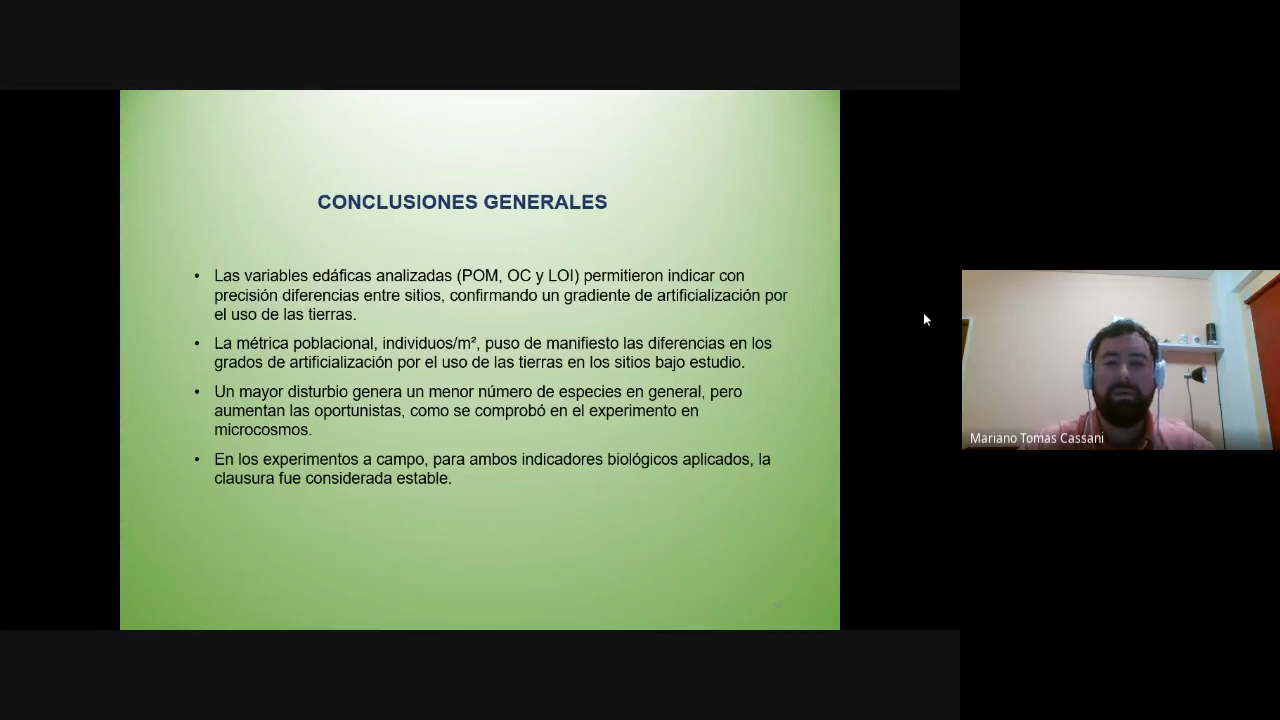 CONCLUSIONES GENERALES
• Las variables edáficas analizadas (POM, OC y LOI) permitieron indicar con
precisión diferencias entre sitios, confirmando un gradiente de artificialización por
el uso de las tierras.
• La métrica poblacional, individuos/m², puso de manifiesto las diferencias en los
grados de artificialización por el uso de las tierras en los sitios bajo estudio.
• Un mayor disturbio genera un menor número de especies en general, pero
aumentan las oportunistas, como se comprobó en el experimento en
microcosmos.
• En los experimentos a campo, para ambos indicadores biológicos aplicados, la
clausura fue considerada estable.
Mariano Tomas Cassani